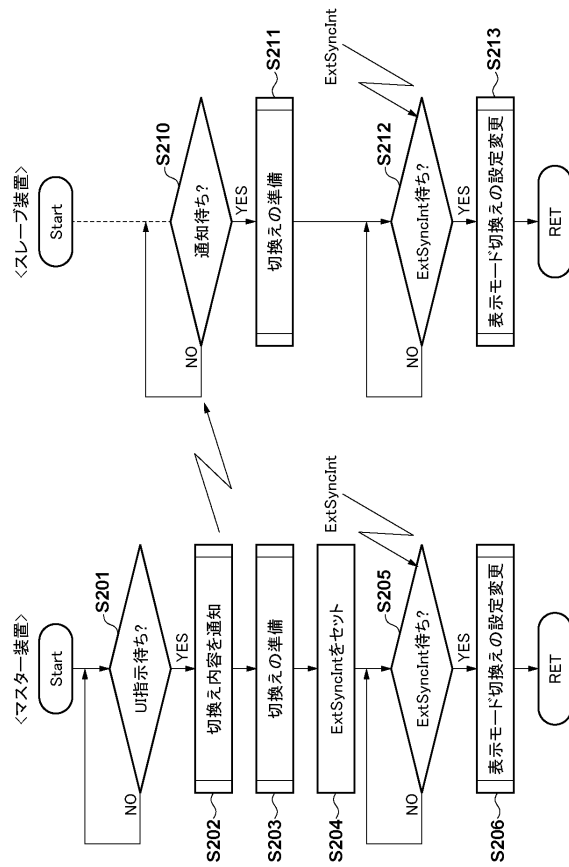 <マスター装置>
Start
S201
UI指示待ち?
NO
YES
S202
切換え内容を通知
S203
切換えの準備
S204
ExtSyncIntをセット
ExtSyncInt
S205
ExtSyncInt待ち?
NO
YES
S206
表示モード切換えの設定変更
RET
<スレーブ装置>
Start
S210
通知待ち?
NO
YES
S211
切換えの準備
ExtSyncInt
S212
ExtSyncInt待ち?
NO
YES
S213
表示モード切換えの設定変更
RET